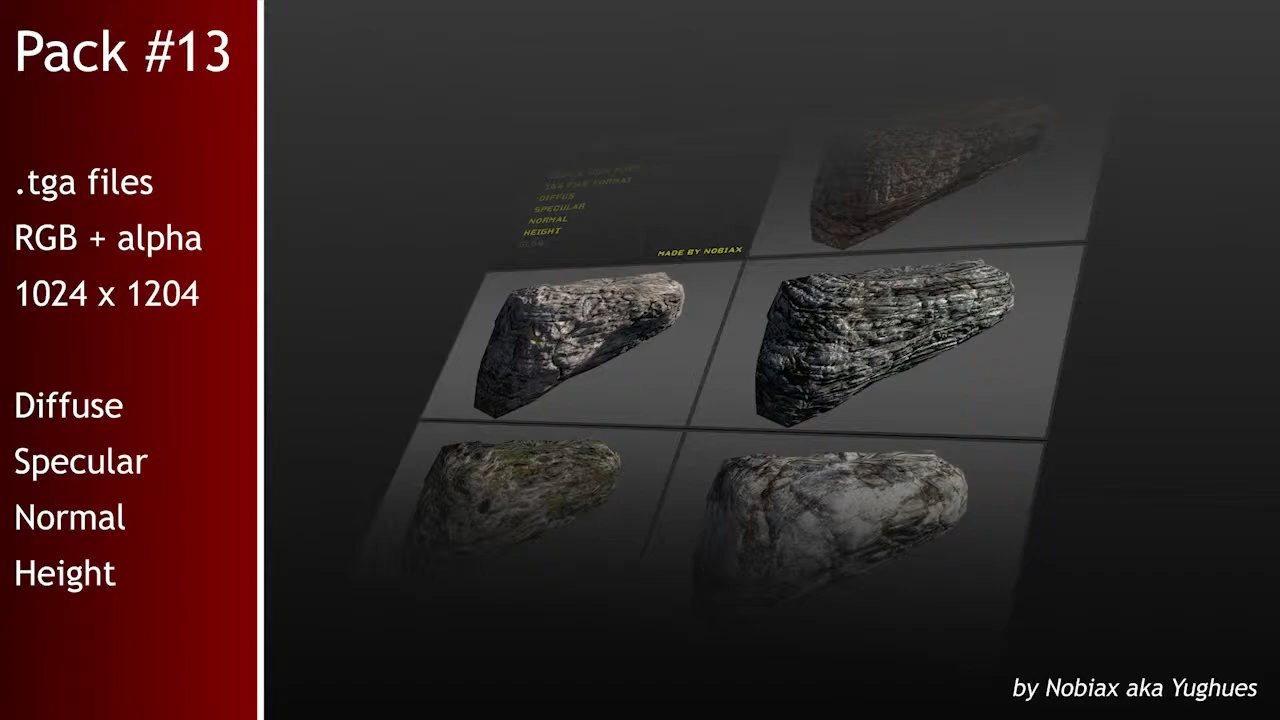 Pack #13
.tga files
RGB + alpha
1024 x 1204
Diffuse
Specular
Normal
Height
TGA FILE FORMAT
DIFFUS
SPECULAR
NORMAL
HEIGHT
MADE BY NOBIAX
by Nobiax aka Yughues